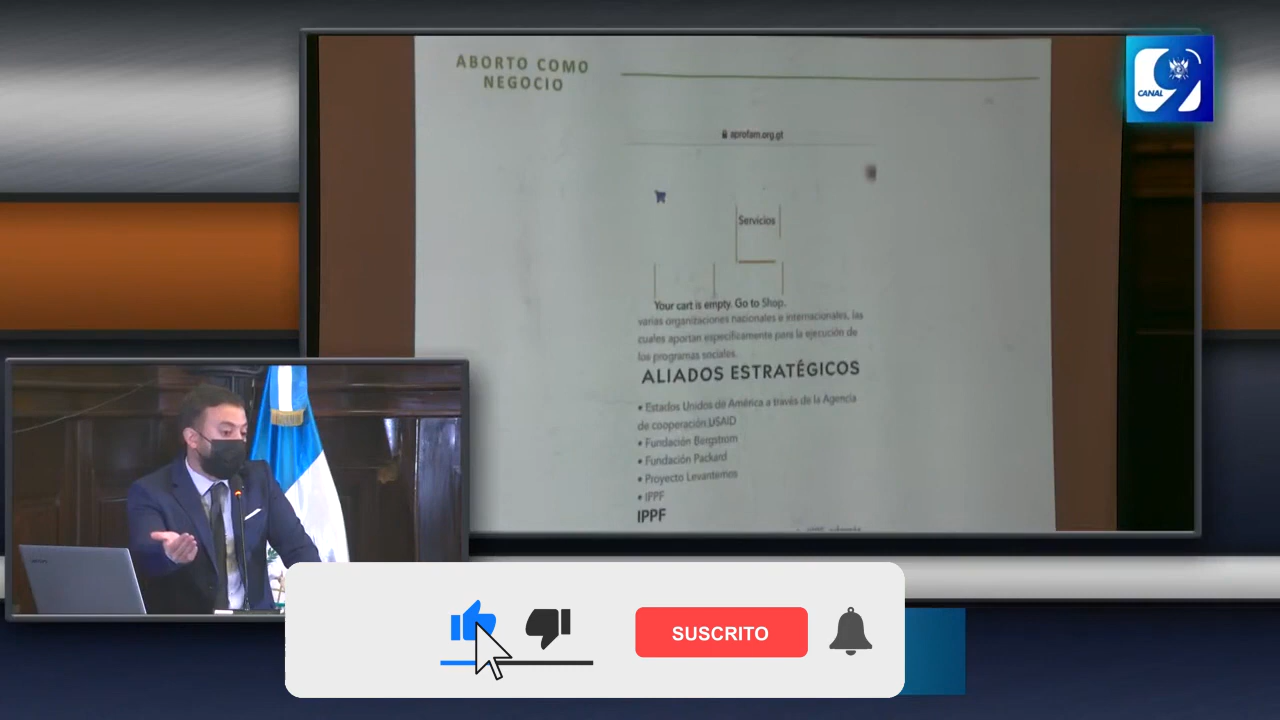 ABORTO COMO
NEGOCIO
aprofam.org.gt
Servicios
Your cart is empty. Go to Shop.
varias organizaciones nacionales e internacionales, las
cuales aportan específicamente para la ejecución de
los programas sociales.
ALIADOS ESTRATÉGICOS
• Estados Unidos de América a través de la Agencia
de cooperación USAID
• Fundación Bergstrom
• Fundación Packard
• Proyecto Levantemos
• IPPF
IPPF
CANAL 9
SUSCRITO